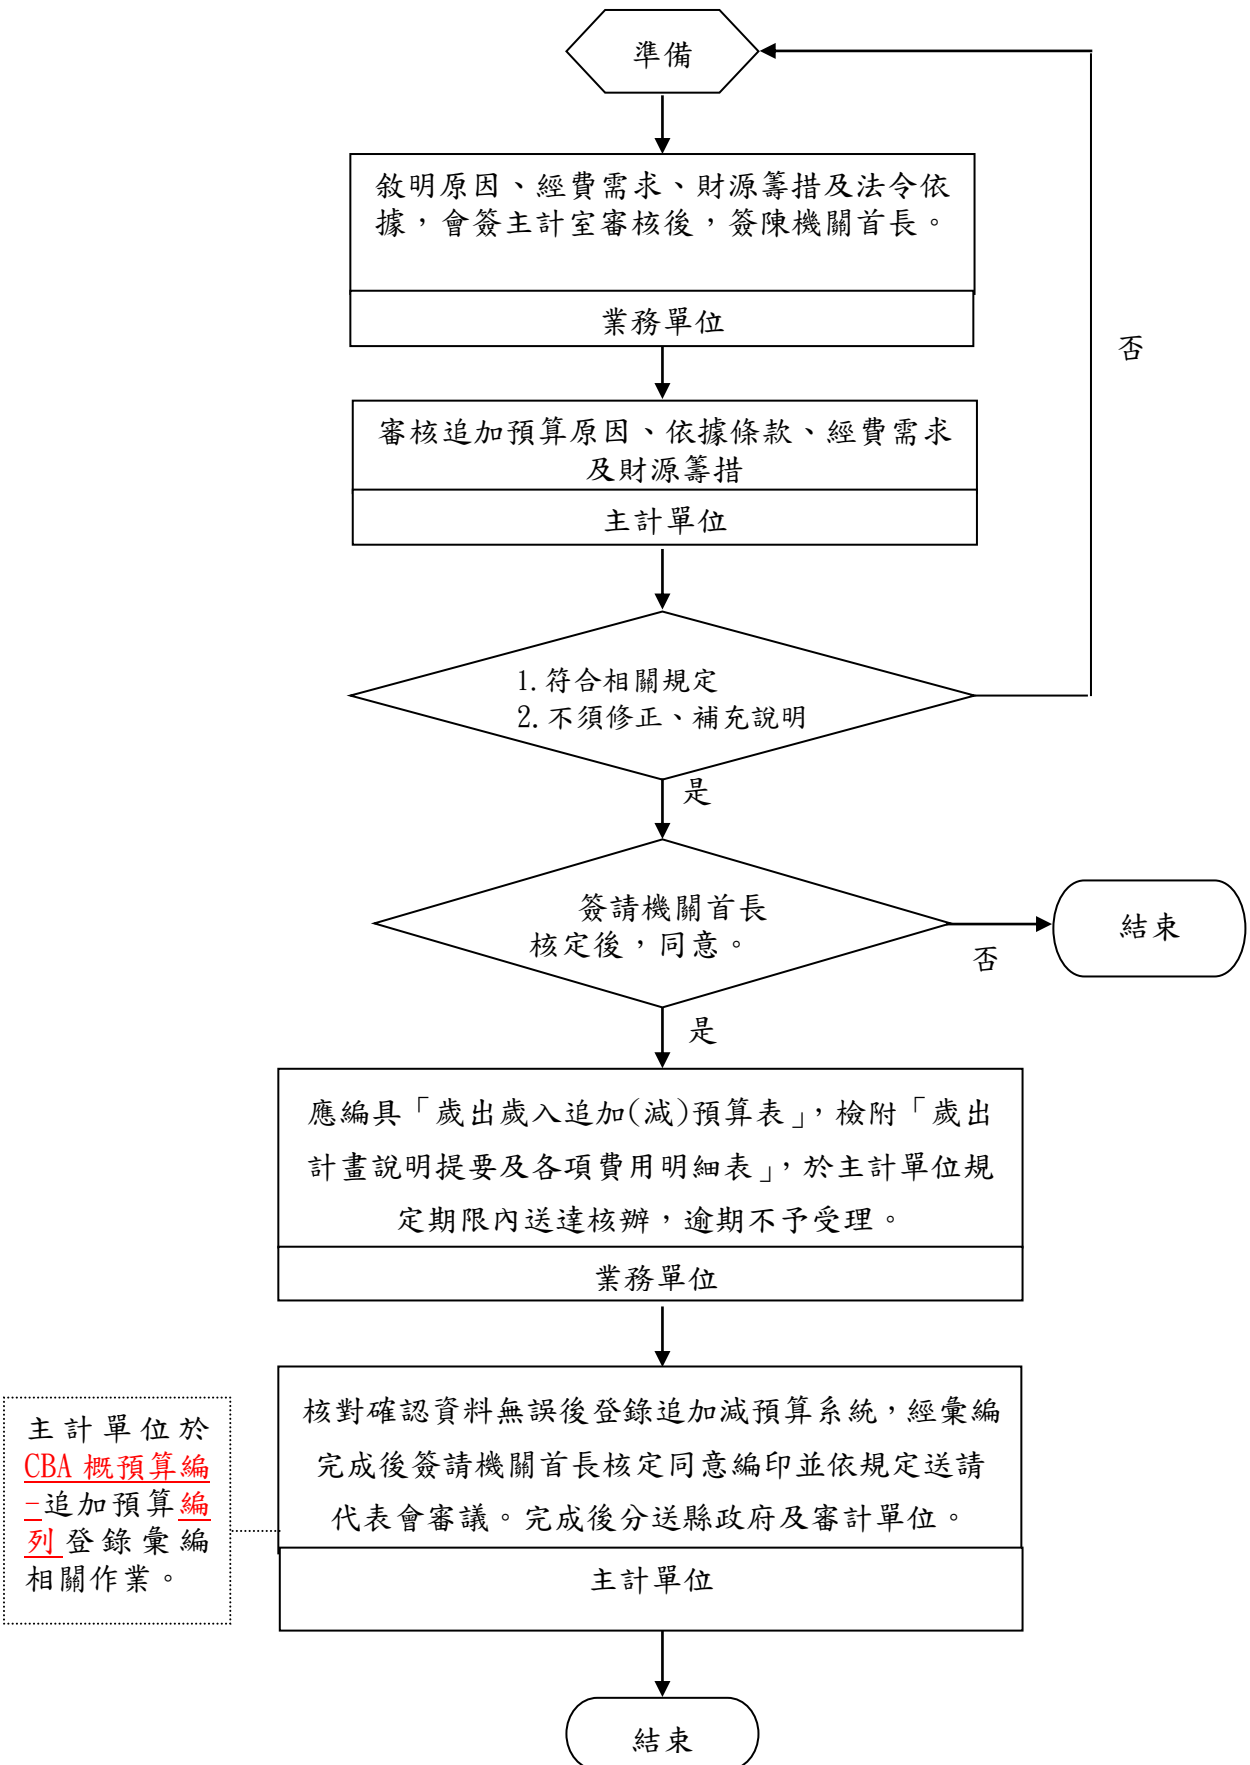 準備
敘明原因、經費需求、財源籌措及法令依
據，會簽主計室審核後，簽陳機關首長。
業務單位
否
審核追加預算原因、依據條款、經費需求
及財源籌措
主計單位
1.符合相關規定
2.不須修正、補充說明
是
簽請機關首長
核定後，同意。
否
結束
是
應編具「歲出歲入追加(減)預算表」，檢附「歲出
計畫說明提要及各項費用明細表」，於主計單位規
定期限內送達核辦，逾期不予受理。
業務單位
核對確認資料無誤後登錄追加減預算系統，經彙編
完成後簽請機關首長核定同意編印並依規定送請
代表會審議。完成後分送縣政府及審計單位。
主計單位
主計單位於
CBA 概預算編
-追加預算編
列登錄彙編
相關作業。
結束